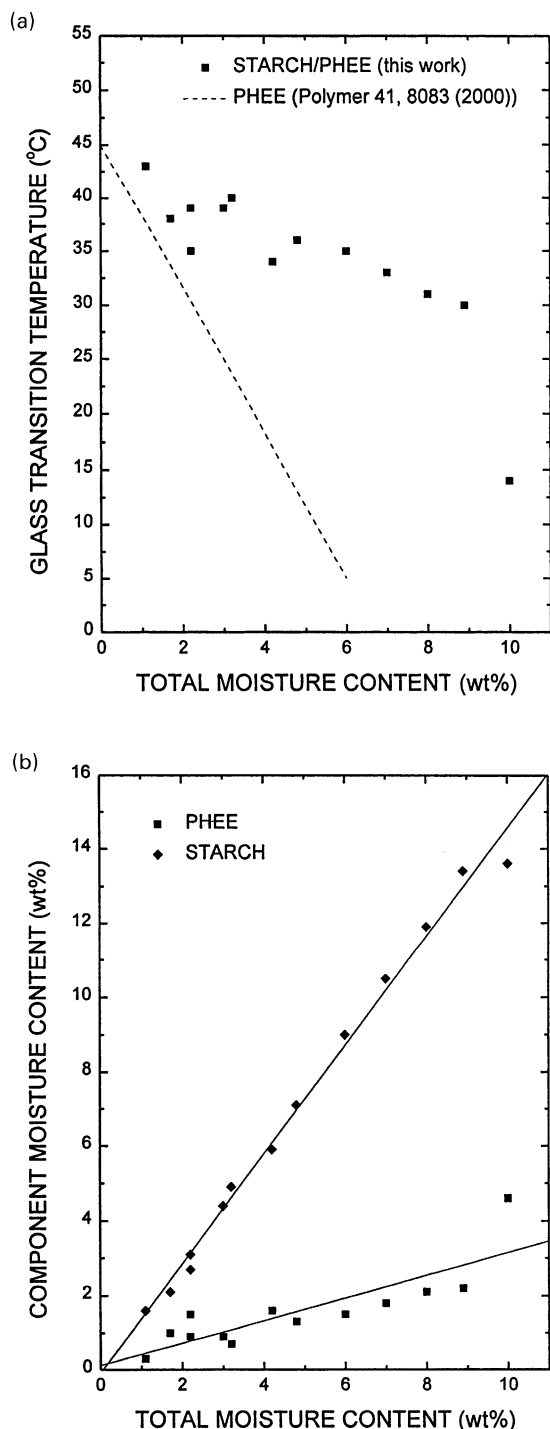 (a)
55
50
45
40
35
30
25
20
15
10
5
0
GLASS TRANSITION TEMPERATURE (°C)
STARCH/PHEE (this work)
PHEE (Polymer 41, 8083 (2000))
0 2 4 6 8 10
TOTAL MOISTURE CONTENT (wt%)
(b)
16
14
12
10
8
6
4
2
0
COMPONENT MOISTURE CONTENT (wt%)
PHEE
STARCH
0 2 4 6 8 10
TOTAL MOISTURE CONTENT (wt%)